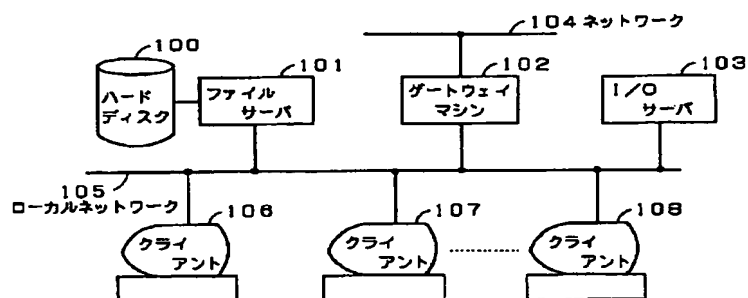 104 ネットワーク
100
101
102
103
ハード
ディスク
ファイル
サーバ
ゲートウェイ
マシン
I/O
サーバ
105
ローカルネットワーク
106
107
108
クライ
アント
クライ
アント
クライ
アント